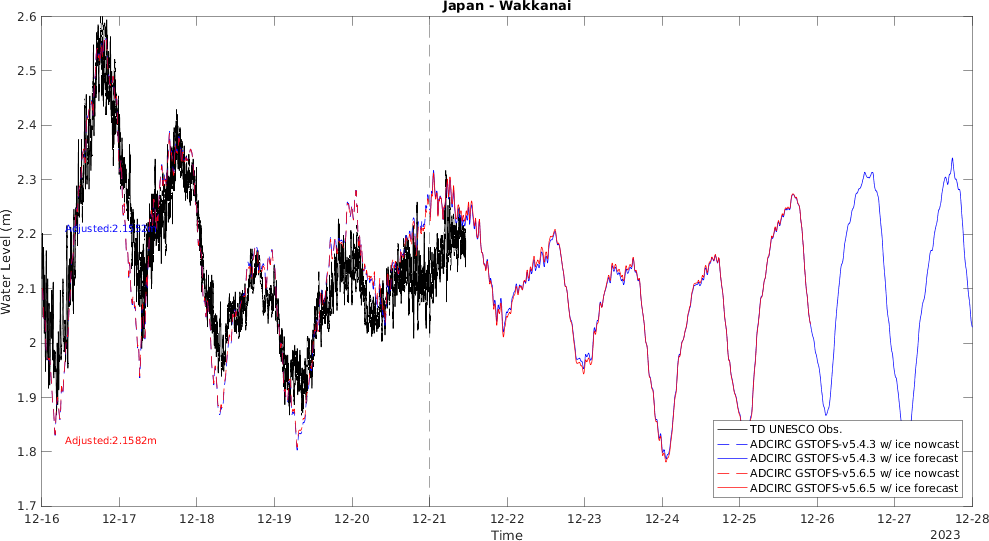 Japan - Wakkanai
Water Level (m)
2.6
2.5
2.4
2.3
2.2
2.1
2
1.9
1.8
1.7
Adjusted:2.1582m
TD UNESCO Obs.
ADCIRC GSTOFS-v5.4.3 w/ ice nowcast
ADCIRC GSTOFS-v5.4.3 w/ ice forecast
ADCIRC GSTOFS-v5.6.5 w/ ice nowcast
ADCIRC GSTOFS-v5.6.5 w/ ice forecast
12-16 12-17 12-18 12-19 12-20 12-21 12-22 12-23 12-24 12-25 12-26 12-27 12-28
Time
2023